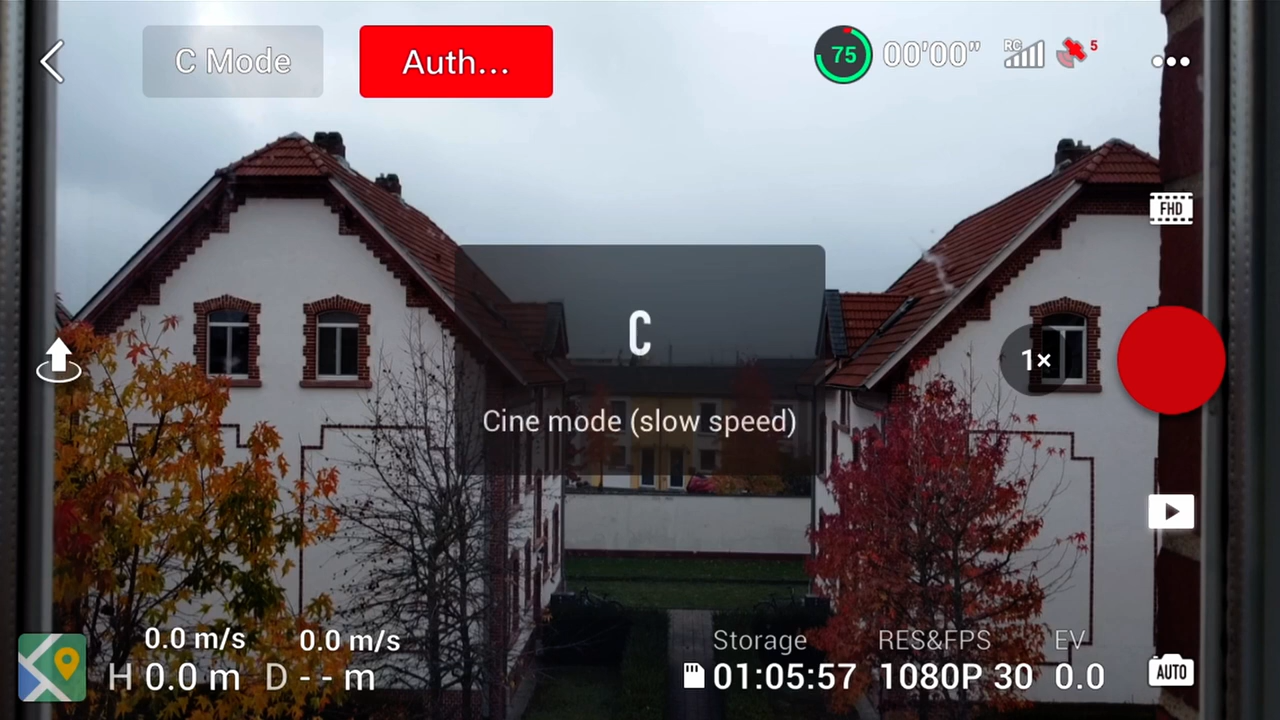 C Mode
Auth...
75
00'00"
RC
5
FHD
C
1×
Cine mode (slow speed)
0.0 m/s 0.0 m/s
H 0.0 m D - - m
Storage RES&FPS EV
01:05:57 1080P 30 0.0
AUTO